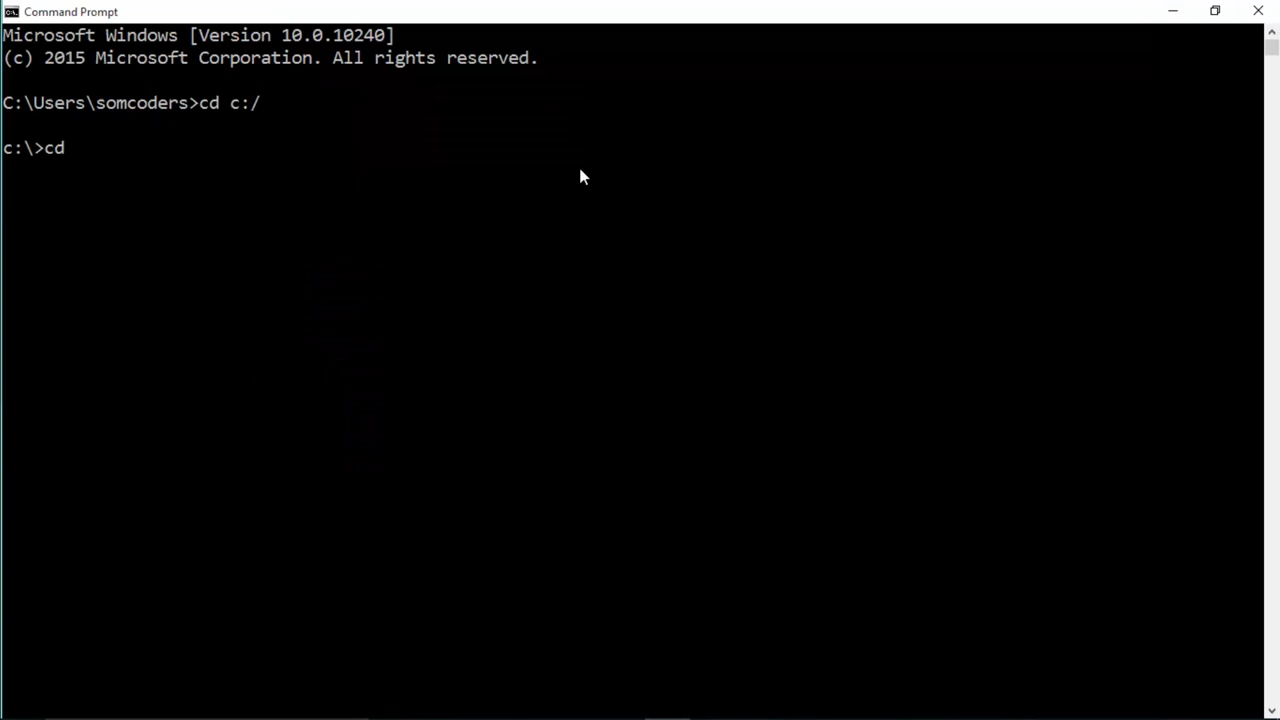 Command Prompt
Microsoft Windows [Version 10.0.10240]
(c) 2015 Microsoft Corporation. All rights reserved.
C:\Users\somcoders>cd c:/
c:\>cd